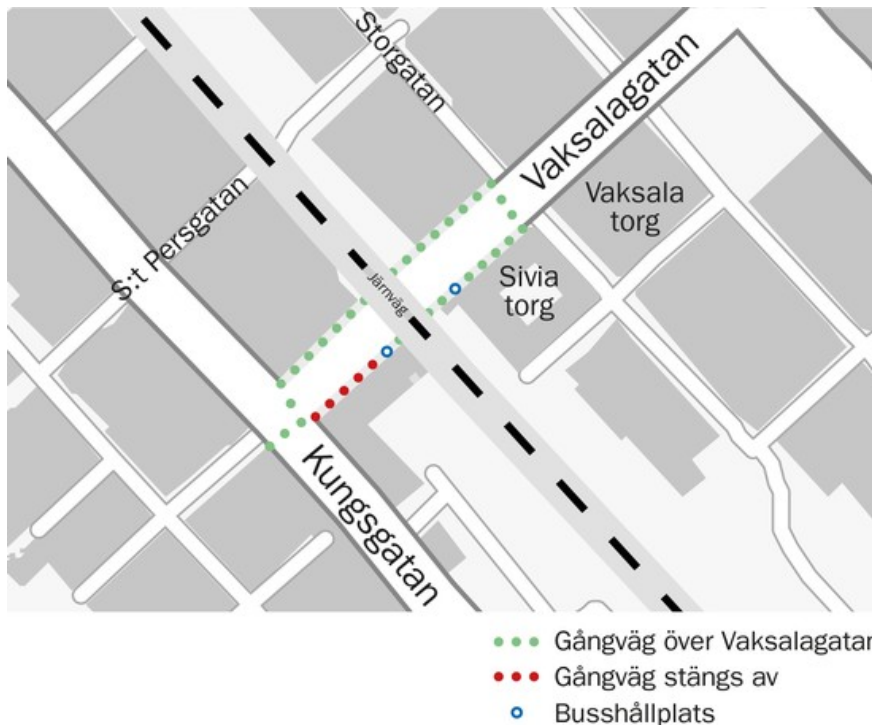 Storgatan
Vaksalagatan
S:t Persgatan
Vaksala
torg
Sivia
torg
Järnväg
Kungsgatan
Gångväg över Vaksalagatan
Gångväg stängs av
Busshållplats